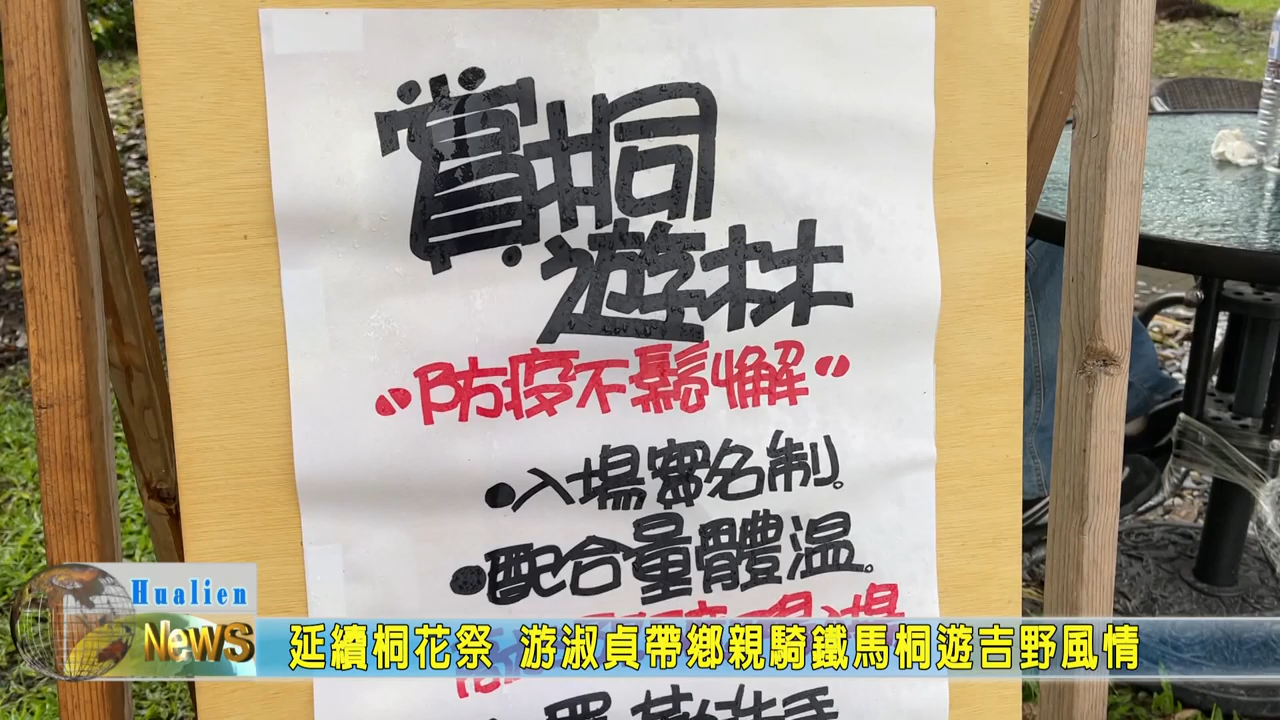 賞桐
遊林
"防疫不鬆懈"
●入場實名制。
●配合量體溫。
Hualien
News
延續桐花祭 游淑貞帶鄉親騎鐵馬桐遊吉野風情